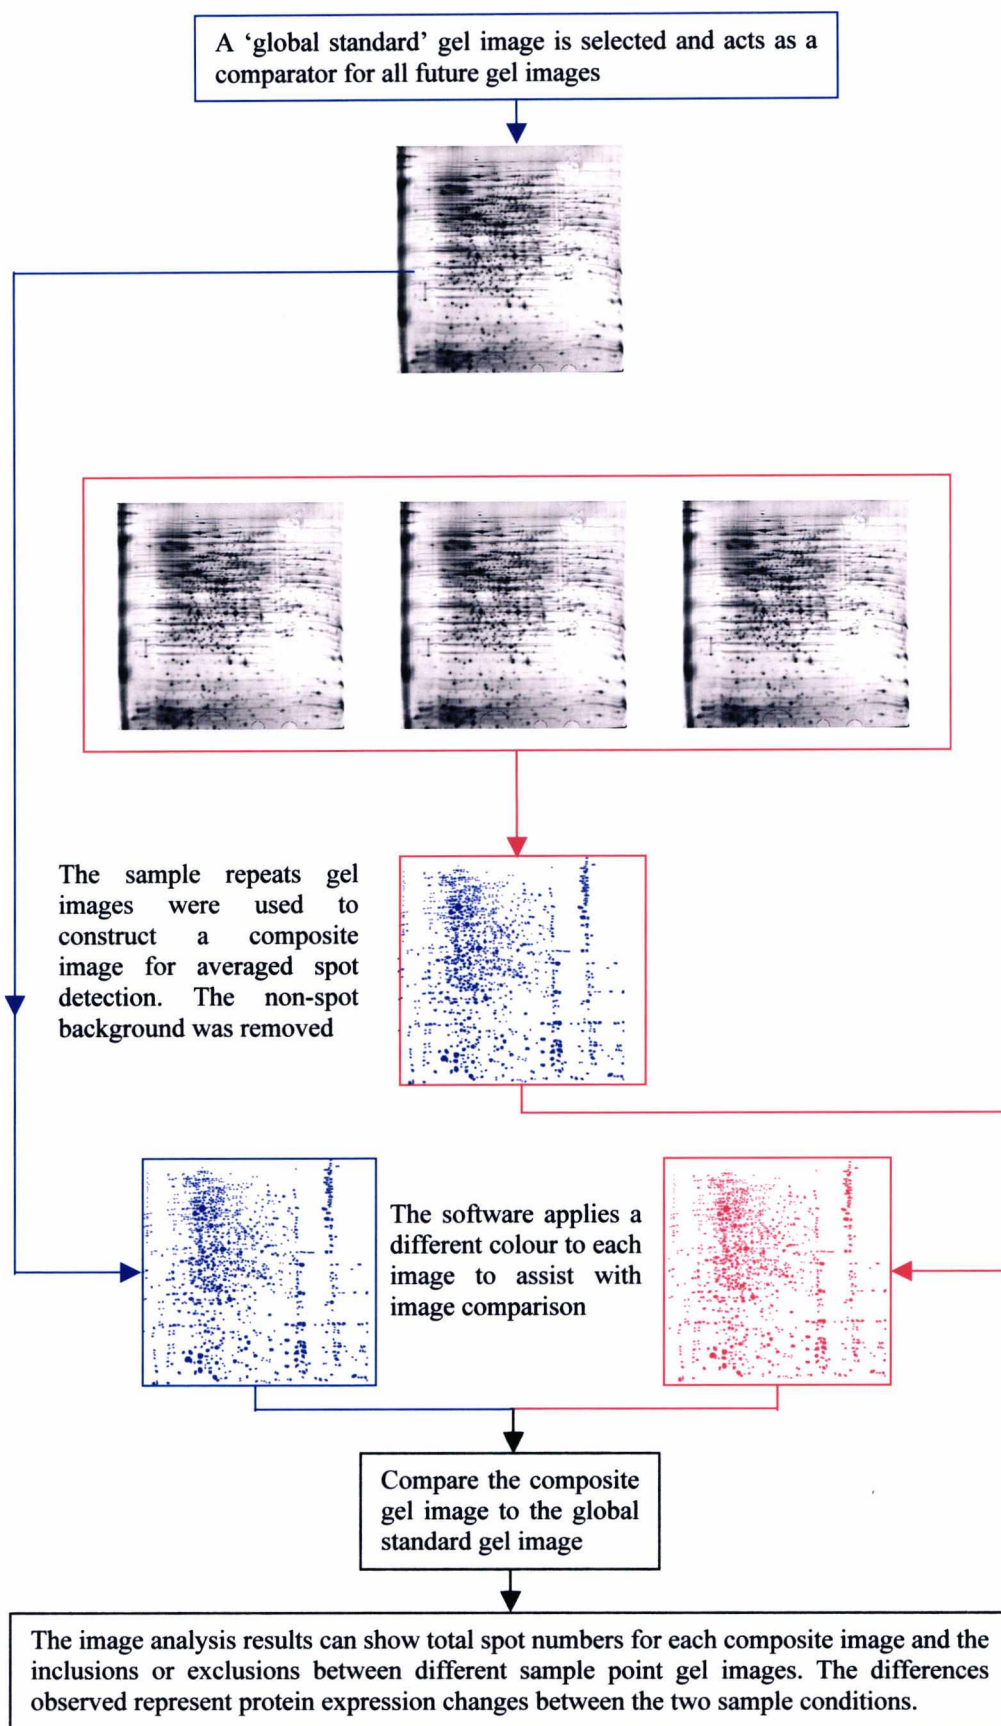 A ‘global standard’ gel image is selected and acts as a
comparator for all future gel images
The sample repeats gel
images were used to
construct a composite
image for averaged spot
detection. The non-spot
background was removed
The software applies a
different colour to each
image to assist with
image comparison
Compare the composite
gel image to the global
standard gel image
The image analysis results can show total spot numbers for each composite image and the
inclusions or exclusions between different sample point gel images. The differences
observed represent protein expression changes between the two sample conditions.